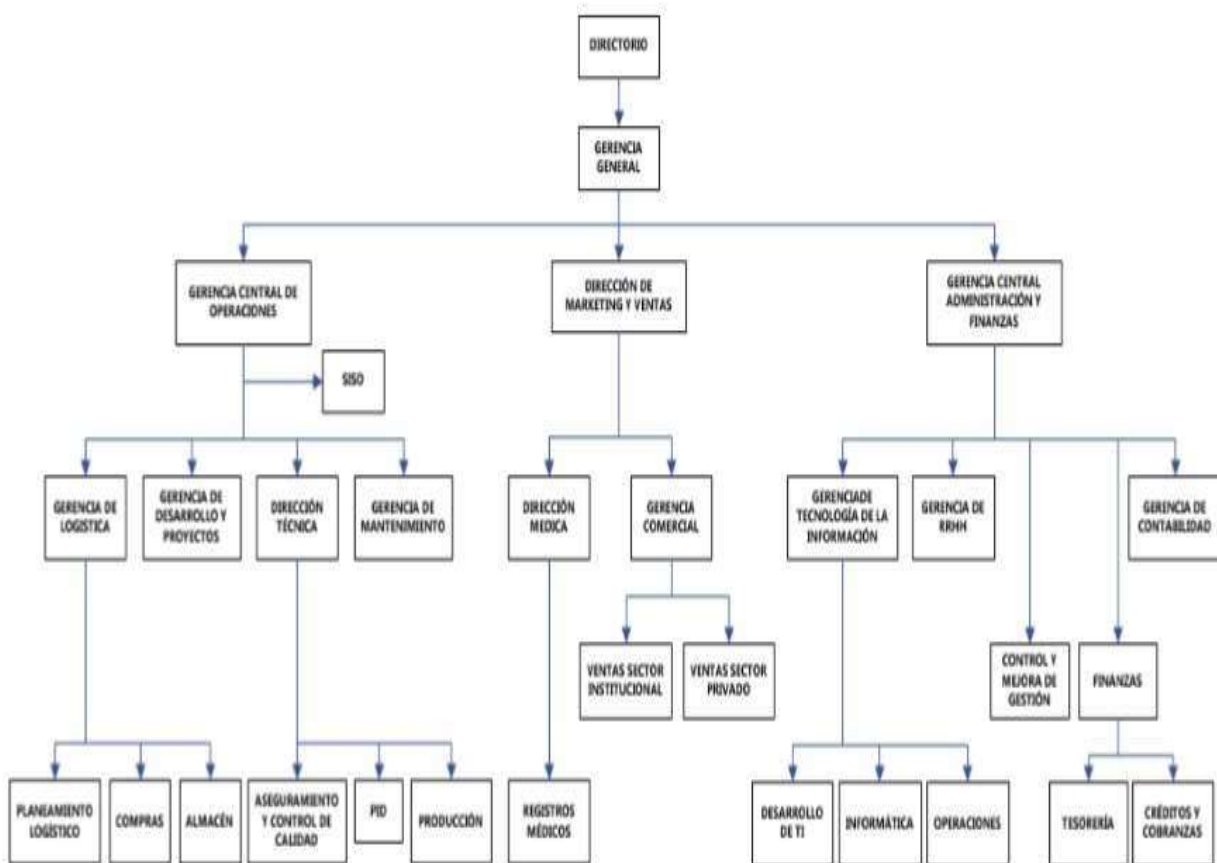 DIRECTORIO
GERENCIA
GENERAL
GERENCIA CENTRAL DE
OPERACIONES
DIRECCIÓN DE
MARKETING Y VENTAS
GERENCIA CENTRAL
ADMINISTRACIÓN Y
FINANZAS
SISO
GERENCIA DE
LOGISTICA
GERENCIA DE
DESARROLLO Y
PROYECTOS
DIRECCIÓN
TÉCNICA
GERENCIA DE
MANTENIMIENTO
DIRECCIÓN
MEDICA
GERENCIA
COMERCIAL
GERENCIADE
TECNOLOGÍA DE LA
INFORMACIÓN
GERENCIA DE
RRHH
GERENCIA DE
CONTABILIDAD
VENTAS SECTOR
INSTITUCIONAL
VENTAS SECTOR
PRIVADO
CONTROL Y
MEJORA DE
GESTIÓN
FINANZAS
PLANEAMIENTO
LOGÍSTICO
COMPRAS
ALMACÉN
ASEGURAMIENTO
Y CONTROL DE
CALIDAD
PID
PRODUCCIÓN
REGISTROS
MÉDICOS
DESARROLLO
DE TI
INFORMÁTICA
OPERACIONES
TESORERÍA
CRÉDITOS Y
COBRANZAS